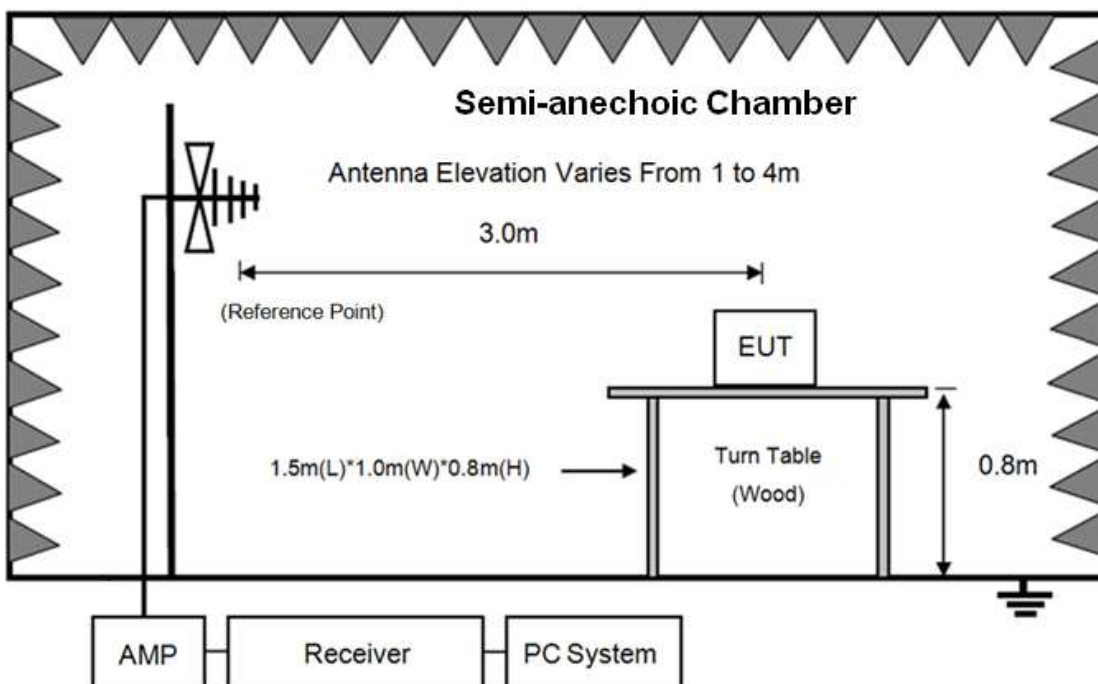 Semi-anechoic Chamber
Antenna Elevation Varies From 1 to 4m
3.0m
(Reference Point)
EUT
1.5m(L)*1.0m(W)*0.8m(H)
Turn Table
(Wood)
0.8m
AMP
Receiver
PC System